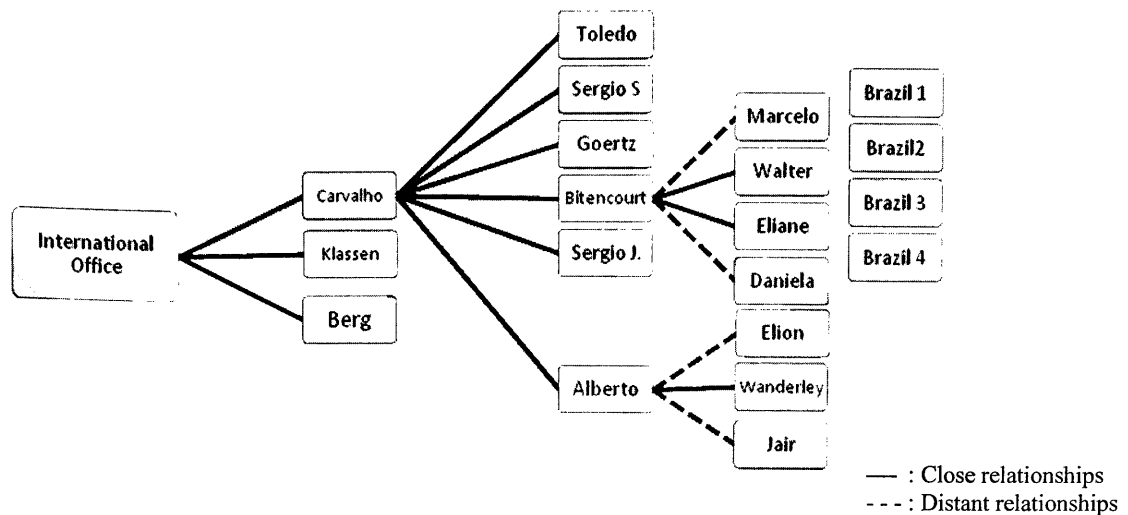 International
Office
Carvalho
Klassen
Berg
Toledo
Sergio S
Goertz
Bitencourt
Sergio J.
Alberto
Marcelo
Walter
Eliane
Daniela
Elion
Wanderley
Jair
Brazil 1
Brazil2
Brazil 3
Brazil 4
— : Close relationships
--- : Distant relationships